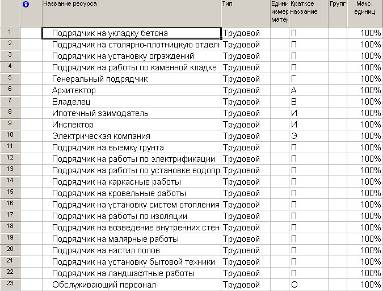 Название ресурса Тип Единицы измерения материалов Краткое название Группа Макс. единиц
1 Подрядчик на укладку бетона Трудовой П 100%
2 Подрядчик на столярно-плотницкую отделк Трудовой П 100%
3 Подрядчик на установку ограждений Трудовой П 100%
4 Подрядчик на работы по каменной кладке Трудовой П 100%
5 Генеральный подрядчик Трудовой П 100%
6 Архитектор Трудовой А 100%
7 Владелец Трудовой В 100%
8 Ипотечный заимодатель Трудовой И 100%
9 Инспектор Трудовой И 100%
10 Электрическая компания Трудовой Э 100%
11 Подрядчик на выемку грунта Трудовой П 100%
12 Подрядчик на работы по электрификации Трудовой П 100%
13 Подрядчик на работы по установке водопр Трудовой П 100%
14 Подрядчик на каркасные работы Трудовой П 100%
15 Подрядчик на кровельные работы Трудовой П 100%
16 Подрядчик на установку систем отопления Трудовой П 100%
17 Подрядчик на работы по изоляции Трудовой П 100%
18 Подрядчик на возведение внутренних стен Трудовой П 100%
19 Подрядчик на малярные работы Трудовой П 100%
20 Подрядчик на настил полов Трудовой П 100%
21 Подрядчик на установку бытовой техники Трудовой П 100%
22 Подрядчик на ландшафтные работы Трудовой П 100%
23 Обслуживающий персонал Трудовой О 100%